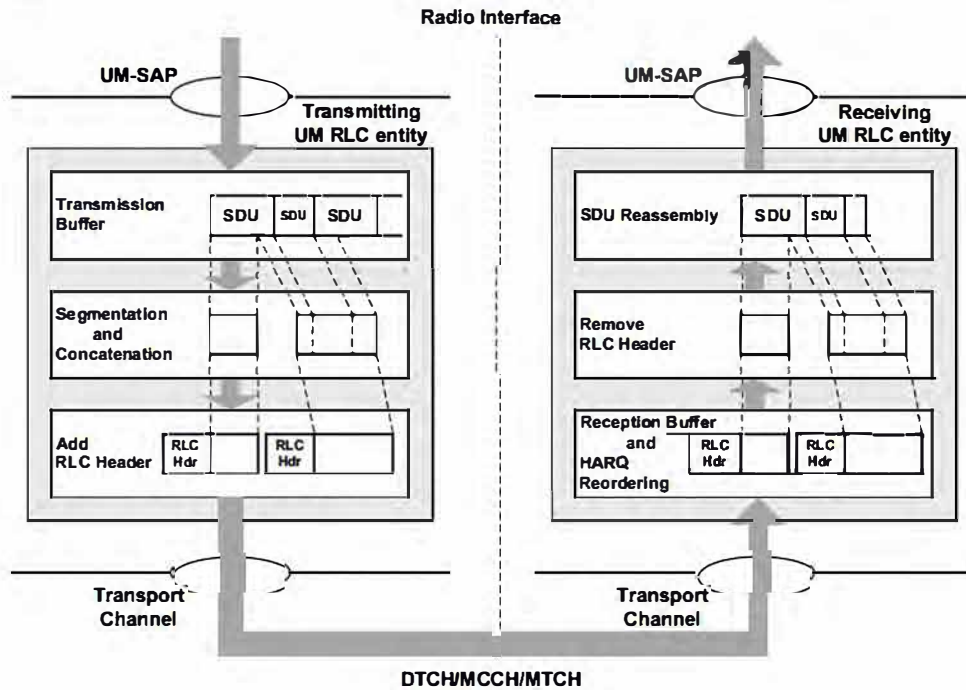 Radio Interface
UM-SAP
Transmitting
UM RLC entity
Transmission
Buffer
SDU
SDU
SDU
Segmentation
and
Concatenation
Add
RLC Header
RLC
Hdr
RLC
Hdr
Transport
Channel
UM-SAP
Receiving
UM RLC entity
SDU Reassembly
SDU
SDU
Remove
RLC Header
Reception Buffer
and
HARQ
Reordering
RLC
Hdr
RLC
Hdr
Transport
Channel
DTCH/MCCH/MTCH